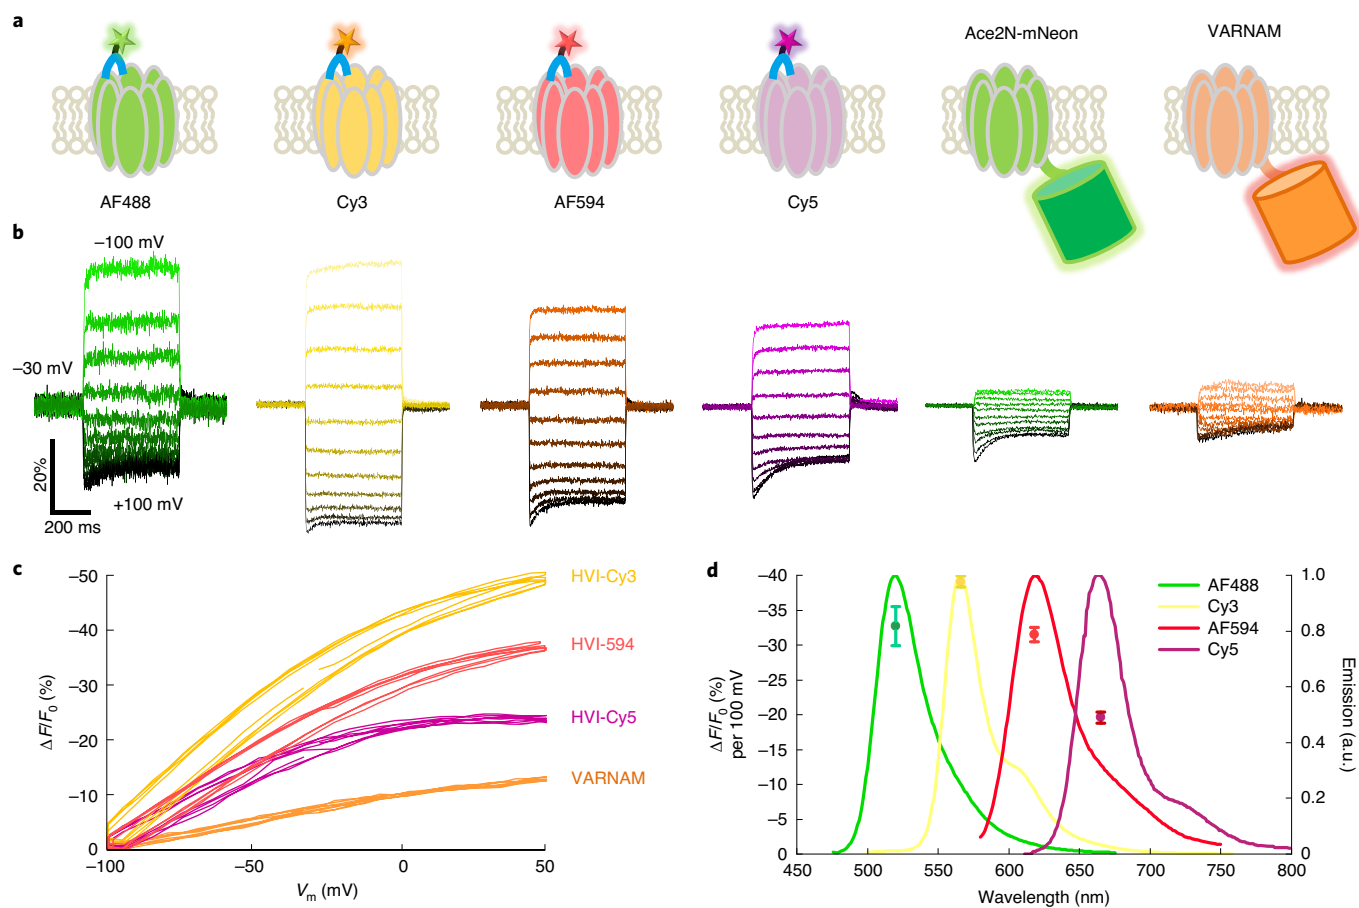 a
Ace2N-mNeon
VARNAM
AF488
Cy3
AF594
Cy5
b
–100 mV
–30 mV
20%
+100 mV
200 ms
c
–50
–40
–30
–20
–10
0
ΔF/F0 (%)
–100
–50
0
50
Vm (mV)
HVI-Cy3
HVI-594
HVI-Cy5
VARNAM
d
–40
–35
–30
–25
–20
–15
–10
–5
0
ΔF/F0 (%)
per 100 mV
450
500
550
600
650
700
750
800
Wavelength (nm)
AF488
Cy3
AF594
Cy5
1.0
0.8
0.6
0.4
0.2
0
Emission (a.u.)